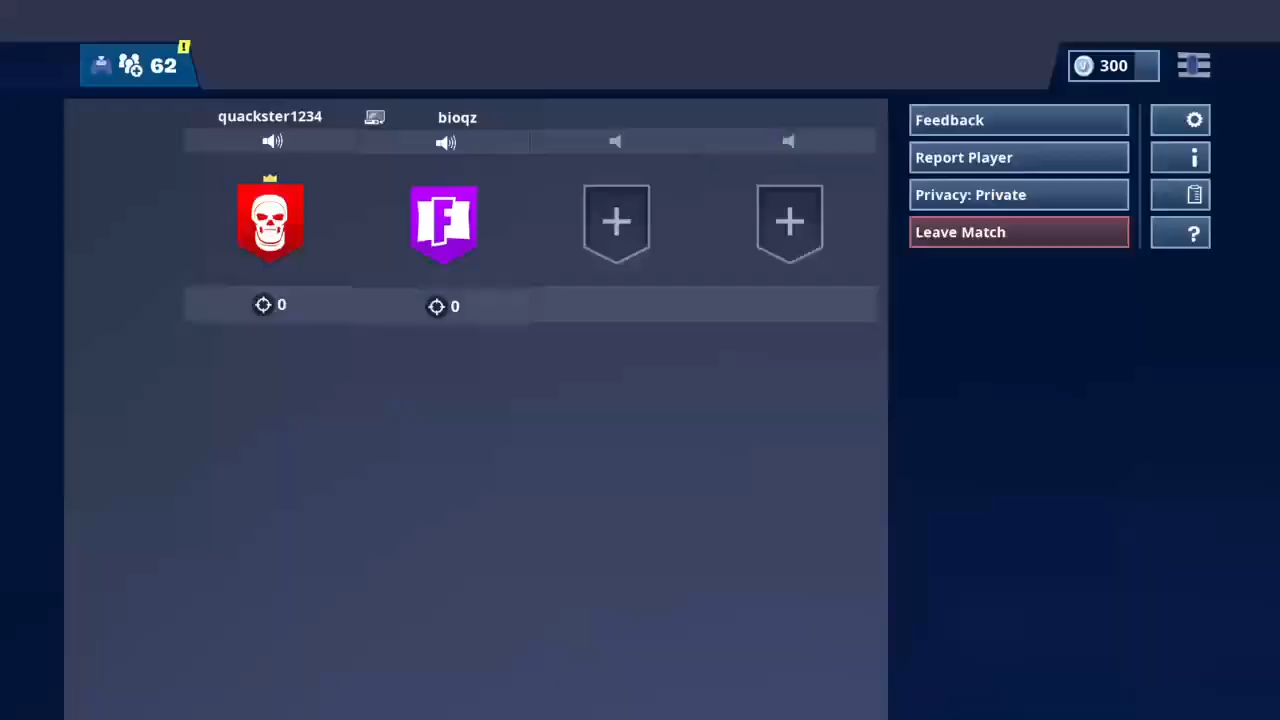 62
300
quackster1234
bioqz
Feedback
Report Player
Privacy: Private
Leave Match
0
0